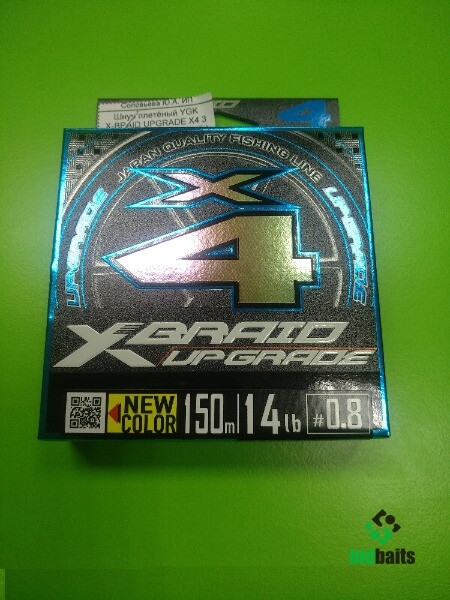 Соловьева Ю.А. ИП
Шнур плетёный YGK
X-BRAID UPGRADE X4 3
4
JAPAN QUALITY FISHING LINE
UPGRADE
UPGRADE
X
4
X BRAID
UPGRADE
NEW COLOR 150m 14lb #0.8
baits